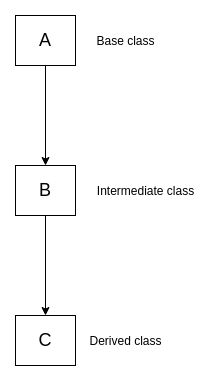 A
Base class
B
Intermediate class
C
Derived class